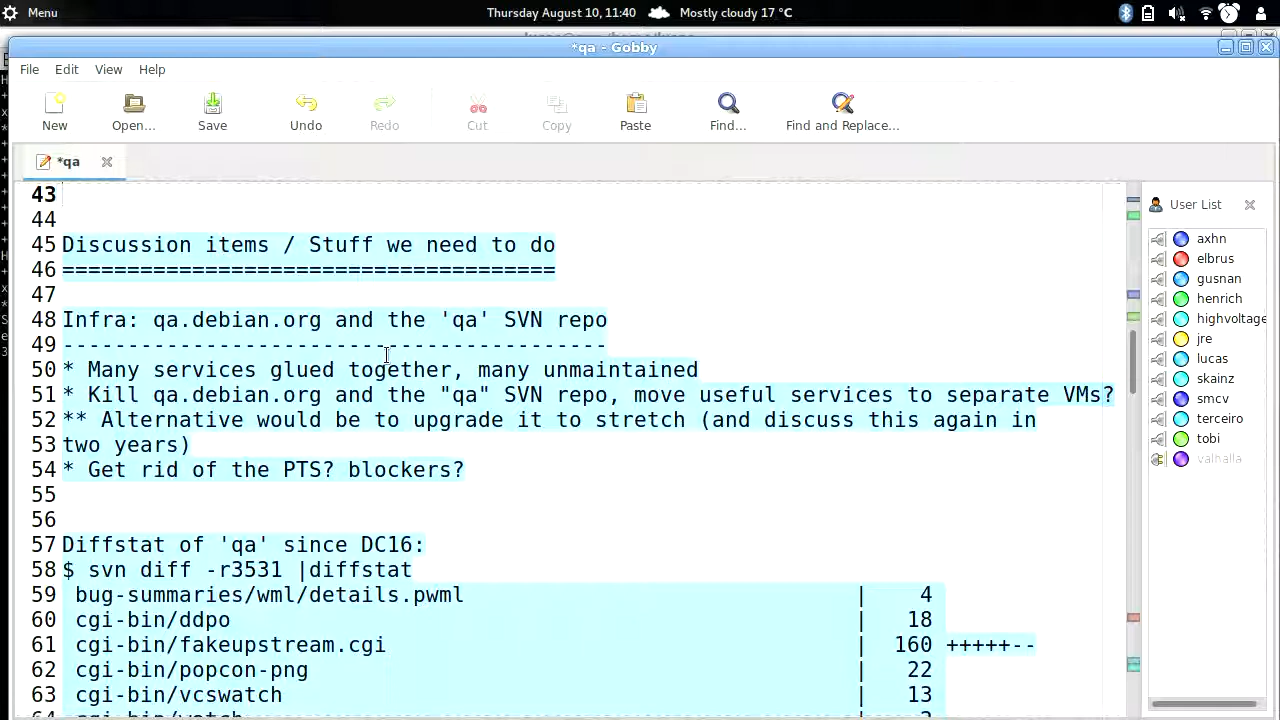 Menu
Thursday August 10, 11:40
Mostly cloudy 17 °C
*qa - Gobby
File Edit View Help
New Open... Save Undo Redo Cut Copy Paste Find... Find and Replace...
*qa
User List
43
44
45 Discussion items / Stuff we need to do
46 ======================================
47
48 Infra: qa.debian.org and the 'qa' SVN repo
49 ------------------------------------------
50 * Many services glued together, many unmaintained
51 * Kill qa.debian.org and the "qa" SVN repo, move useful services to separate VMs?
52 ** Alternative would be to upgrade it to stretch (and discuss this again in
53 two years)
54 * Get rid of the PTS? blockers?
55
56
57 Diffstat of 'qa' since DC16:
58 $ svn diff -r3531 |diffstat
59 bug-summaries/wml/details.pwml | 4
60 cgi-bin/ddpo | 18
61 cgi-bin/fakeupstream.cgi | 160 +++++--
62 cgi-bin/popcon-png | 22
63 cgi-bin/vcswatch | 13
axhn
elbrus
gusnan
henrich
highvoltage
jre
lucas
skainz
smcv
terceiro
tobi
valhalla